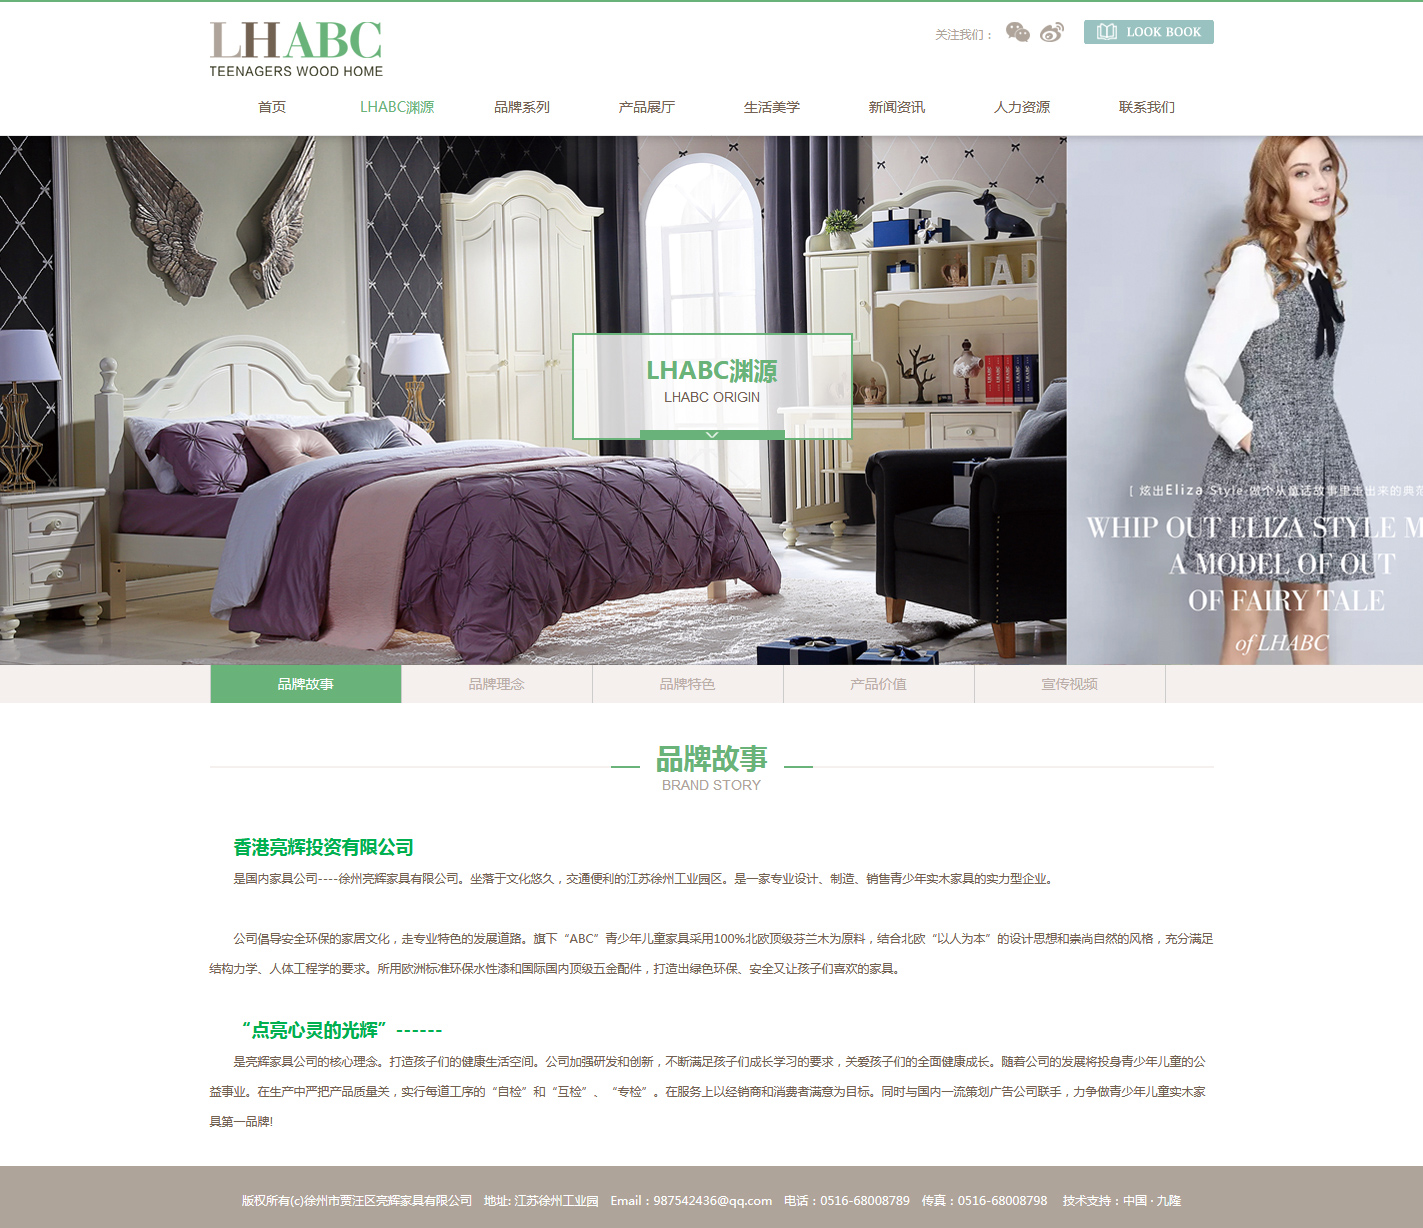 LHABC
TEENAGERS WOOD HOME
关注我们：
LOOK BOOK
首页
LHABC渊源
品牌系列
产品展厅
生活美学
新闻资讯
人力资源
联系我们
LHABC渊源
LHABC ORIGIN
[ 炫出Eliza Style·做个从童话故事里走出来的典范
WHIP OUT ELIZA STYLE M
A MODEL OF OUT
OF FAIRY TALE
of LHABC
品牌故事
品牌理念
品牌特色
产品价值
宣传视频
品牌故事
BRAND STORY
香港亮辉投资有限公司
是国内家具公司----徐州亮辉家具有限公司。坐落于文化悠久，交通便利的江苏徐州工业园区。是一家专业设计、制造、销售青少年实木家具的实力型企业。
公司倡导安全环保的家居文化，走专业特色的发展道路。旗下“ABC”青少年儿童家具采用100%北欧顶级芬兰木为原料，结合北欧“以人为本”的设计思想和崇尚自然的风格，充分满足
结构力学、人体工程学的要求。所用欧洲标准环保水性漆和国际国内顶级五金配件，打造出绿色环保、安全又让孩子们喜欢的家具。
“点亮心灵的光辉”------
是亮辉家具公司的核心理念。打造孩子们的健康生活空间。公司加强研发和创新，不断满足孩子们成长学习的要求，关爱孩子们的全面健康成长。随着公司的发展将投身青少年儿童的公
益事业。在生产中严把产品质量关，实行每道工序的“自检”和“互检”、“专检”。在服务上以经销商和消费者满意为目标。同时与国内一流策划广告公司联手，力争做青少年儿童实木家
具第一品牌!
版权所有(c)徐州市贾汪区亮辉家具有限公司 地址: 江苏徐州工业园 Email：987542436@qq.com 电话：0516-68008789 传真：0516-68008798 技术支持：中国 · 九隆